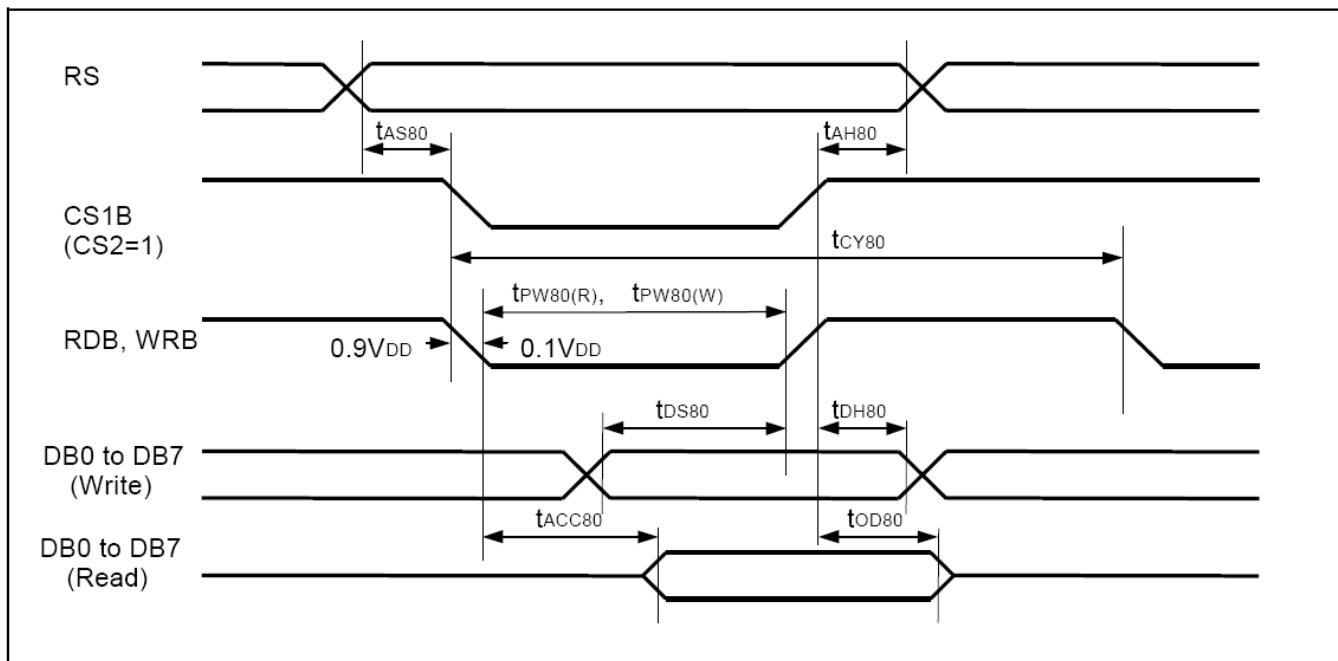 RS
tAS80
tAH80
CS1B
(CS2=1)
tCY80
tPW80(R), tPW80(W)
RDB, WRB
0.9VDD
0.1VDD
tDS80
tDH80
DB0 to DB7
(Write)
tACC80
tOD80
DB0 to DB7
(Read)